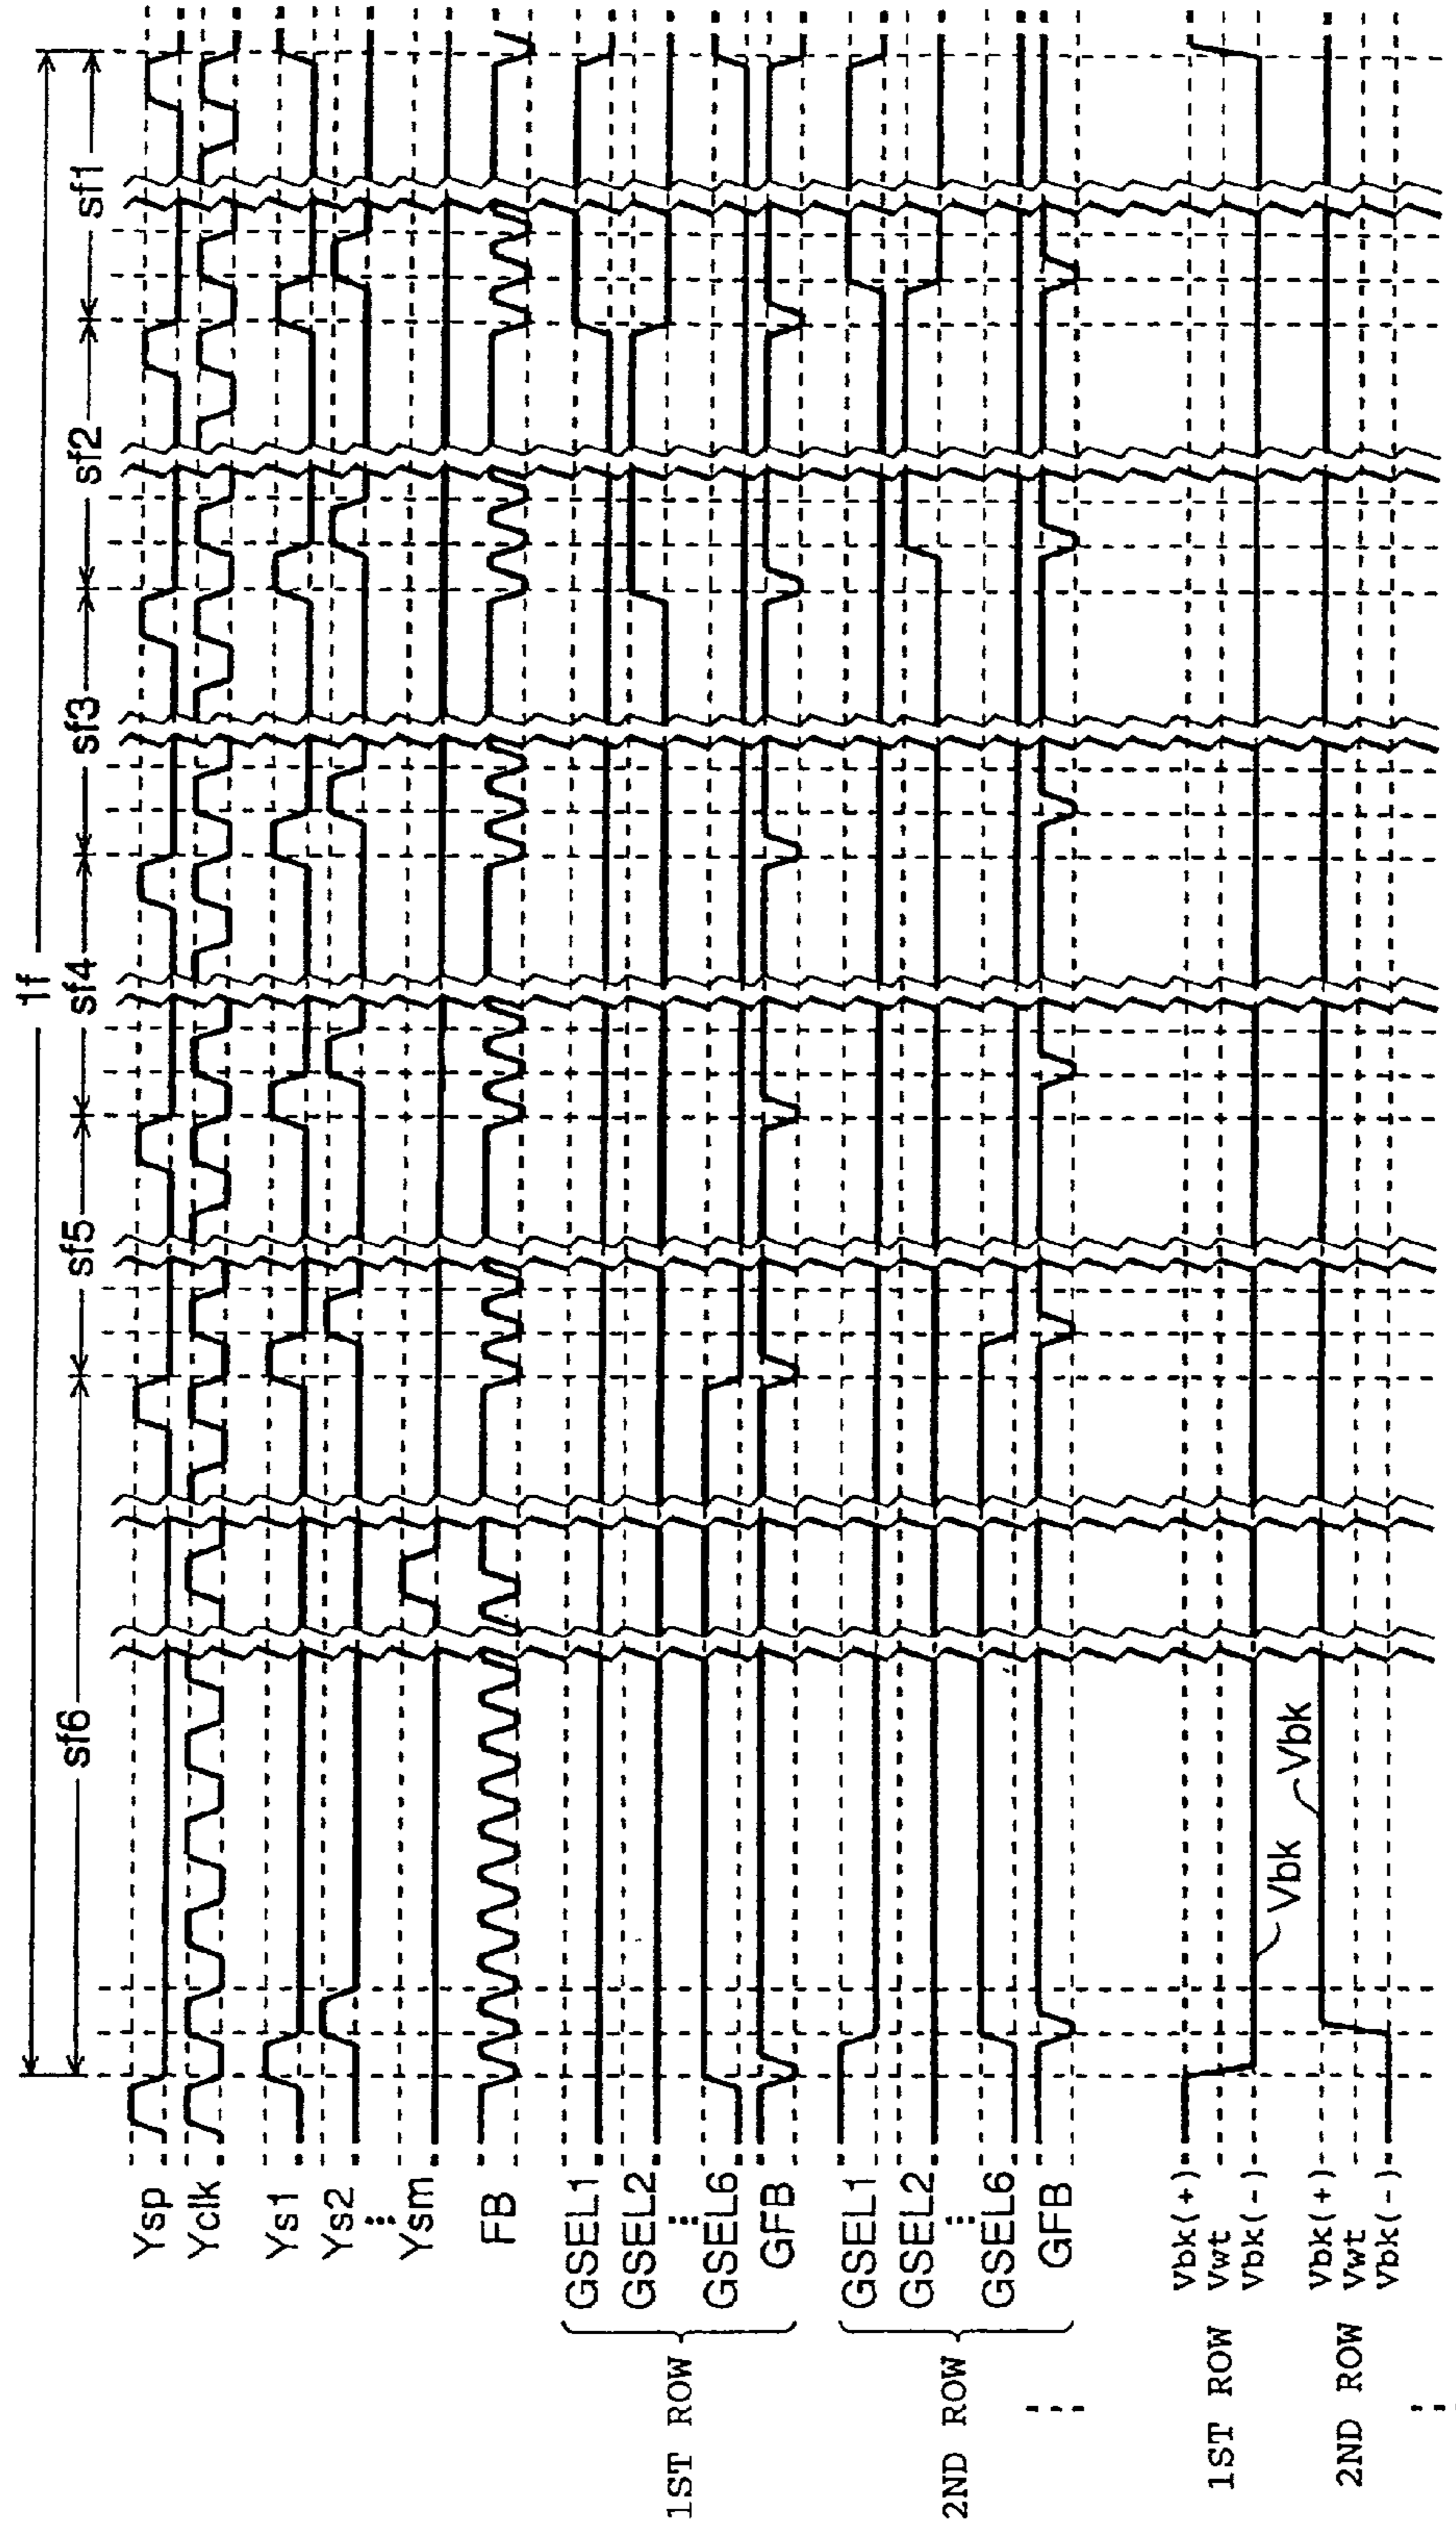 1f
sf6 sf5 sf4 sf3 sf2 sf1
Ysp
Yclk
Ys1
Ys2
Ysm
FB
1ST ROW
GSEL1
GSEL2
GSEL6
GFB
2ND ROW
GSEL1
GSEL2
GSEL6
GFB
1ST ROW
Vbk(+)
Vwt
Vbk(-)
Vbk
2ND ROW
Vbk(+)
Vwt
Vbk(-)
Vbk